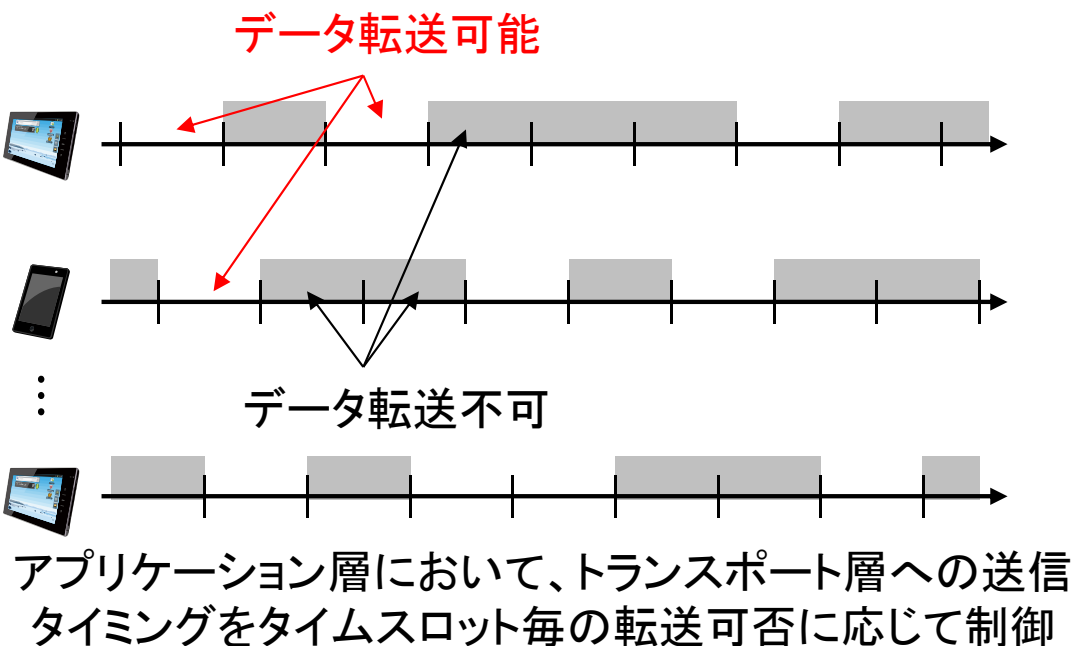 データ転送可能
データ転送不可
アプリケーション層において、トランスポート層への送信
タイミングをタイムスロット毎の転送可否に応じて制御